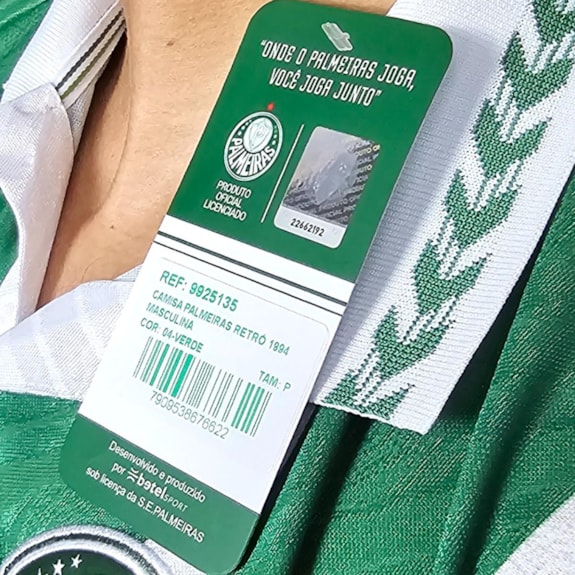 "ONDE O PALMEIRAS JOGA,
VOCÊ JOGA JUNTO"
PALMEIRAS
PRODUTO
OFICIAL
LICENCIADO
22662192
REF: 9925135
CAMISA PALMEIRAS RETRÔ 1994
MASCULINA
COR: 04-VERDE
TAM: P
7909538676622
Desenvolvido e produzido
por betel SPORT
sob licença da S.E.PALMEIRAS